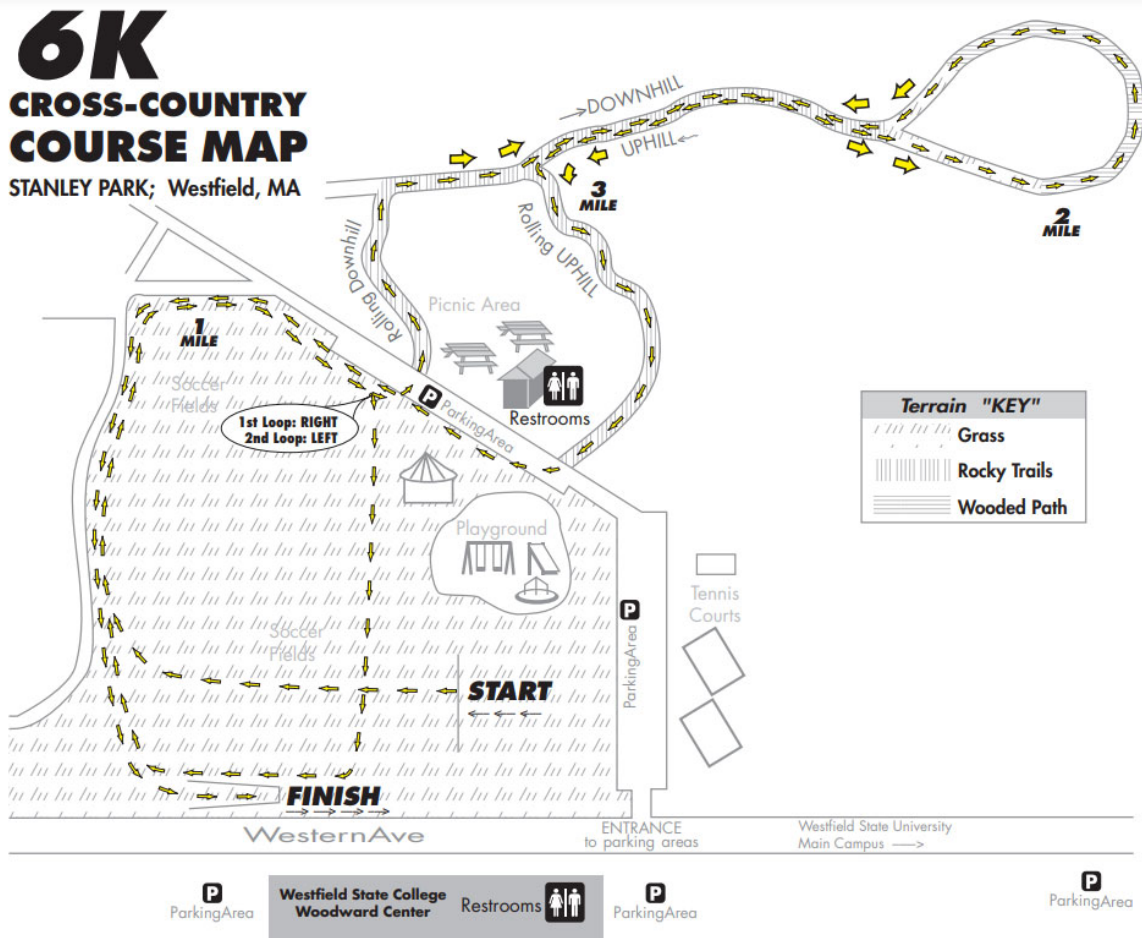 6K
CROSS-COUNTRY
COURSE MAP
STANLEY PARK; Westfield, MA
DOWNHILL
UPHILL
3
MILE
2
MILE
Rolling Downhill
Rolling UPHILL
1
MILE
Picnic Area
Soccer
Fields
P
ParkingArea
Restrooms
1st Loop: RIGHT
2nd Loop: LEFT
Terrain "KEY"
Grass
Rocky Trails
Wooded Path
Playground
Tennis
Courts
P
ParkingArea
Soccer
Fields
START
FINISH
WesternAve
ENTRANCE
to parking areas
Westfield State University
Main Campus
P
ParkingArea
Westfield State College
Woodward Center
Restrooms
P
ParkingArea
P
ParkingArea